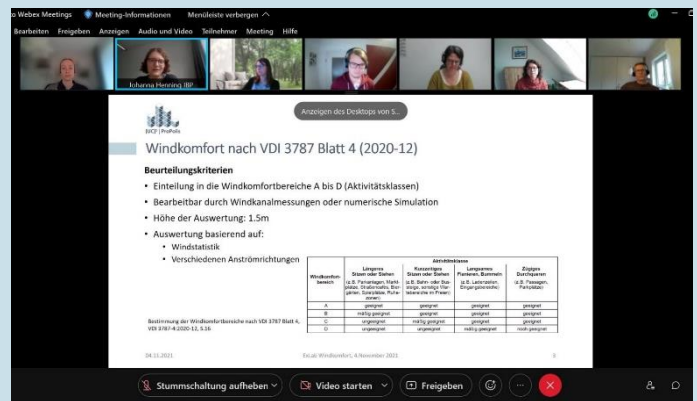 o Webex Meetings Meeting-Informationen Menüleiste verbergen
Bearbeiten Freigeben Anzeigen Audio und Video Teilnehmer Meeting Hilfe
Johanna Henning IBP
Anzeigen des Desktops von S...
UCF | ProPolis
Windkomfort nach VDI 3787 Blatt 4 (2020-12)
Beurteilungskriterien
• Einteilung in die Windkomfortbereiche A bis D (Aktivitätsklassen)
• Bearbeitbar durch Windkanalmessungen oder numerische Simulation
• Höhe der Auswertung: 1.5m
• Auswertung basierend auf:
• Windstatistik
• Verschiedenen Anströmrichtungen
Aktivitätsklasse
Windkomfort-bereich Längeres Sitzen oder Stehen Kurzzeitiges Sitzen oder Stehen Langsames Flanieren, Bummeln Zügiges Durchqueren
A geeignet geeignet geeignet geeignet
B mäßig geeignet geeignet geeignet geeignet
C ungeeignet mäßig geeignet geeignet geeignet
D ungeeignet ungeeignet mäßig geeignet noch geeignet
Bestimmung der Windkomfortbereiche nach VDI 3787 Blatt 4,
VDI 3787-4:2020-12, S.16
04.11.2021 ExLab Windkomfort, 4.November 2021
Stummschaltung aufheben Video starten Freigeben